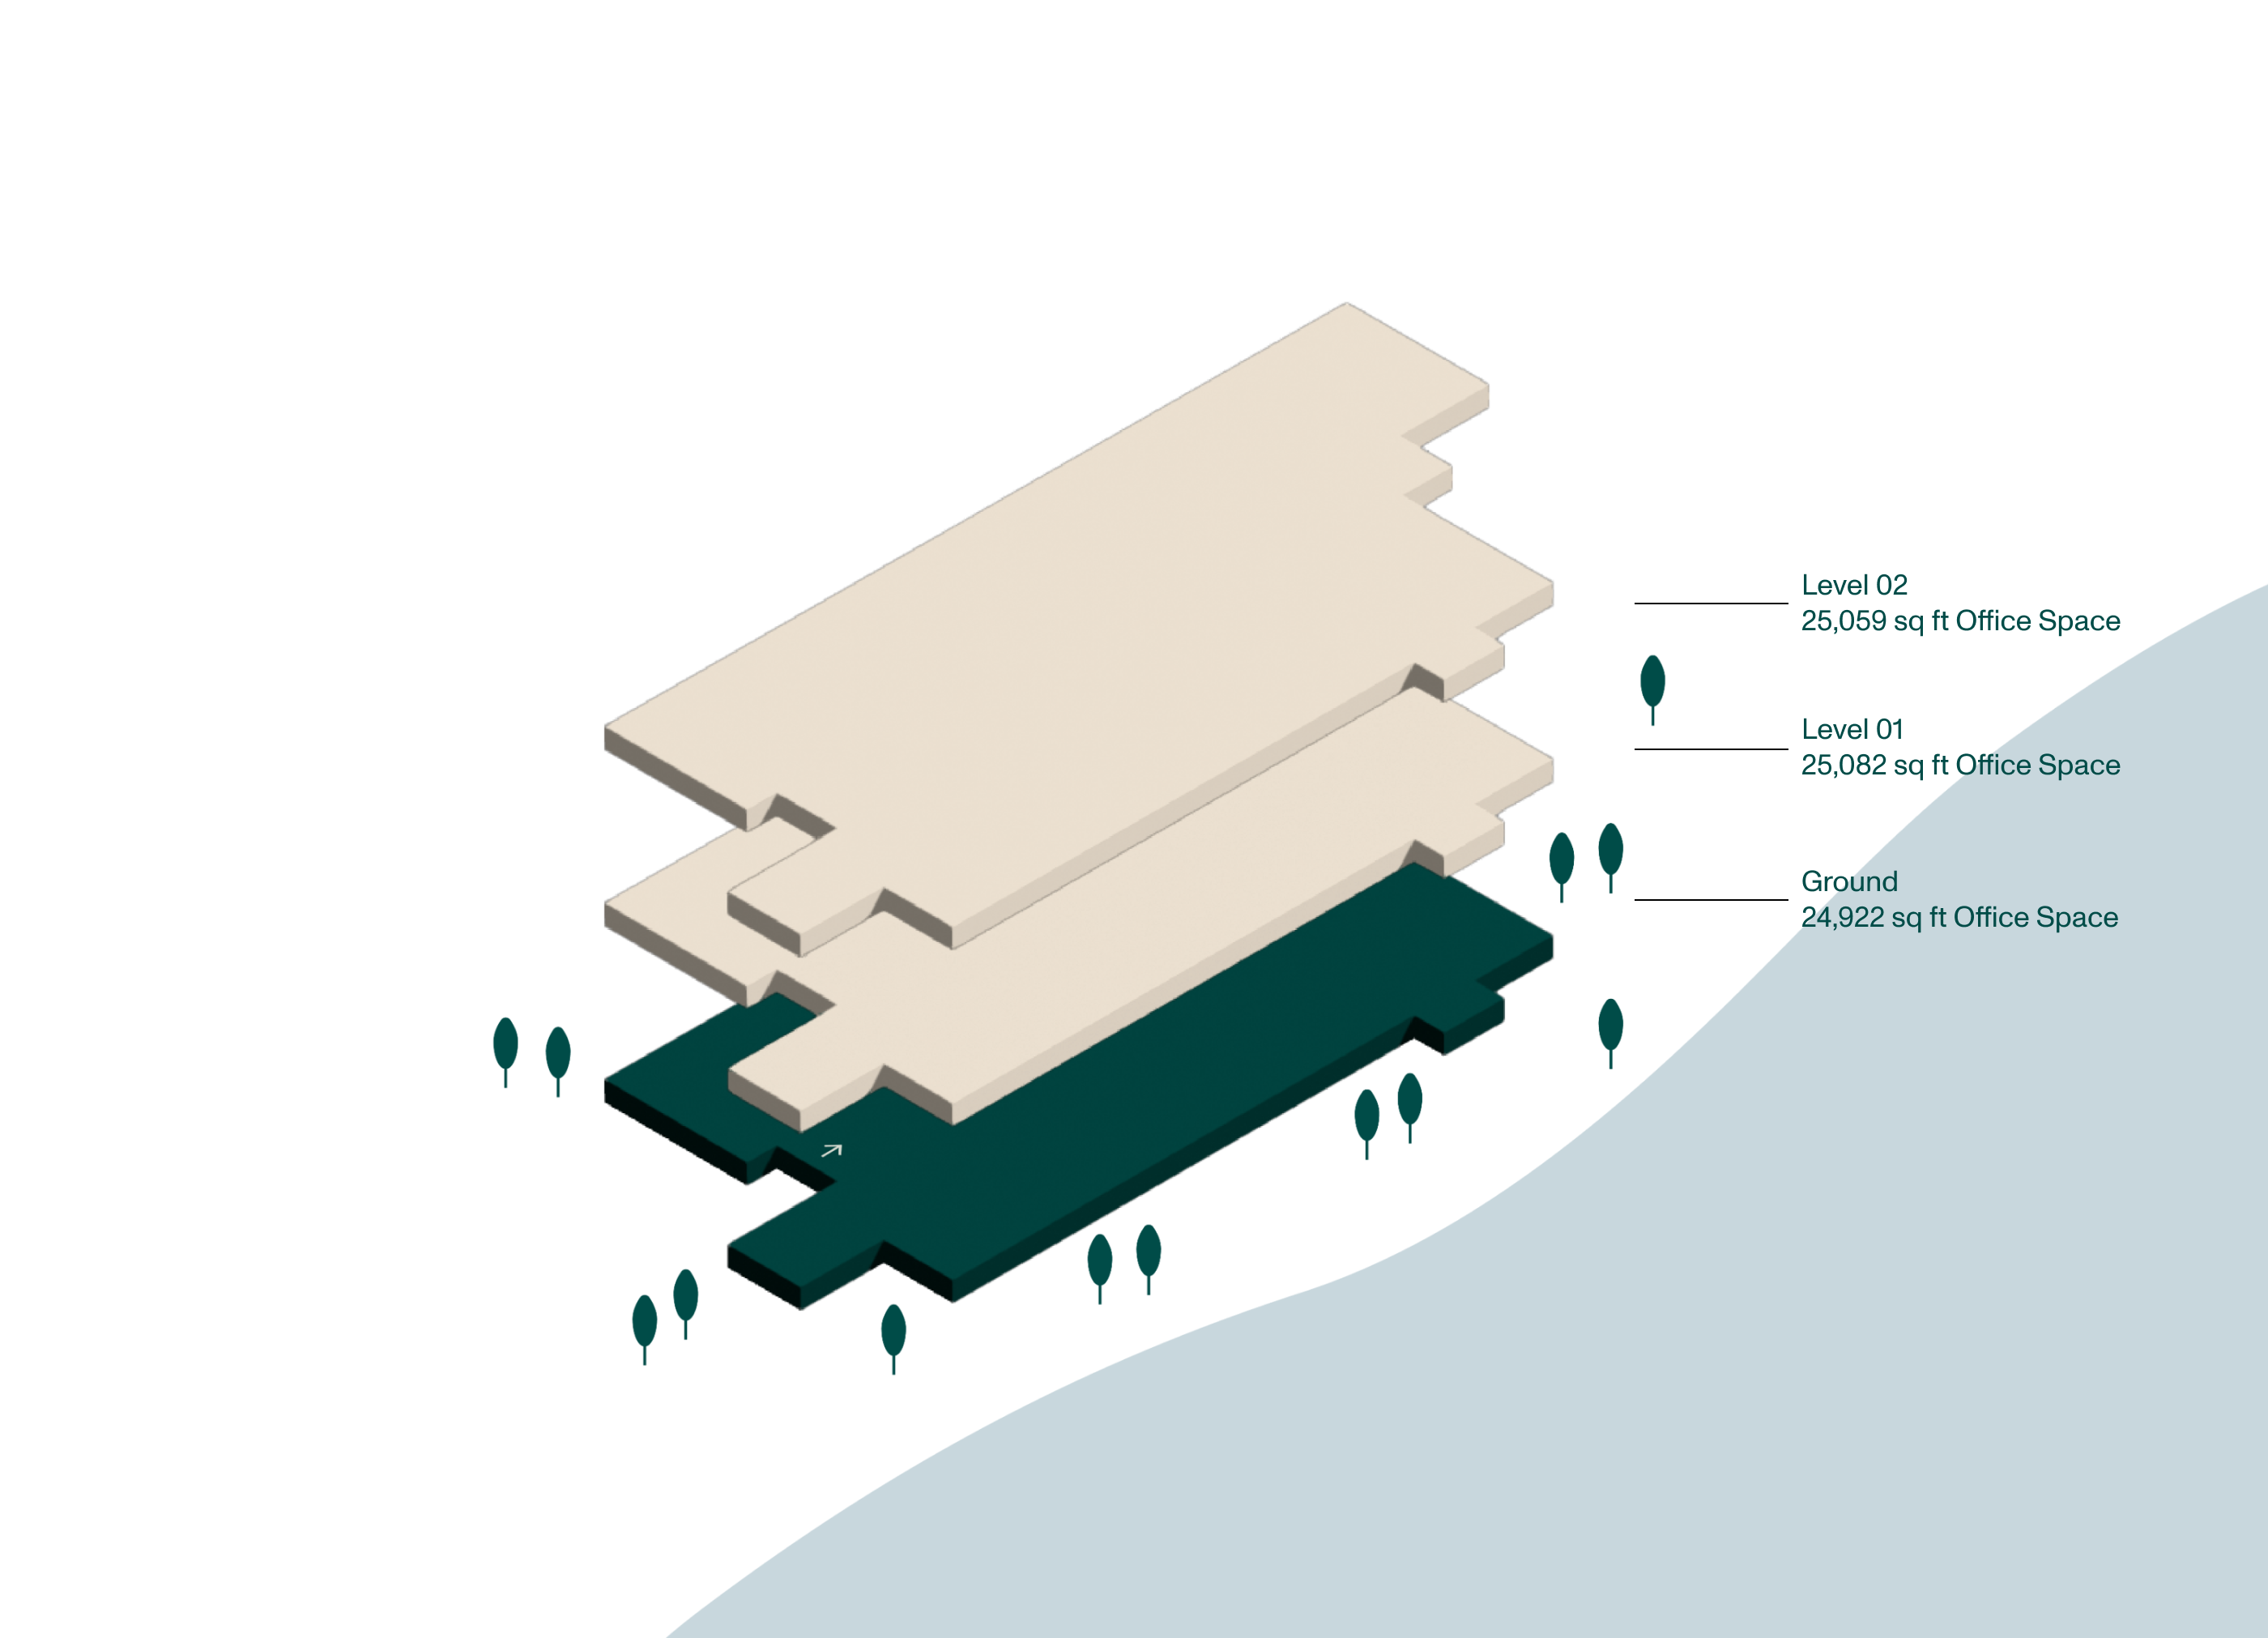 Level 02
25,059 sq ft Office Space
Level 01
25,082 sq ft Office Space
Ground
24,922 sq ft Office Space